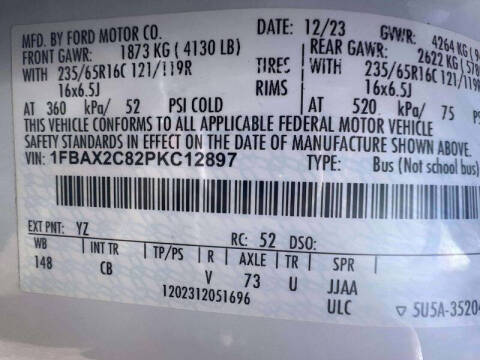 MFD. BY FORD MOTOR CO. DATE: 12/23 GVWR: 4264 KG
FRONT GAWR: 1873 KG ( 4130 LB) REAR GAWR: 2622 KG
WITH 235/65R16C 121/119R TIRES WITH 235/65R16C 121/119R
16x6.5J RIMS 16x6.5J
AT 360 kPa/ 52 PSI COLD AT 520 kPa/ 75
THIS VEHICLE CONFORMS TO ALL APPLICABLE FEDERAL MOTOR VEHICLE
SAFETY STANDARDS IN EFFECT ON THE DATE OF MANUFACTURE SHOWN ABOVE.
VIN: 1FBAX2C82PKC12897 TYPE: Bus (Not school bus)
EXT PNT: YZ RC: 52 DSO:
WB INT TR TP/PS R AXLE TR SPR
148 CB V 73 U JJAA
1202312051696 ULC ▽ 5U5A-35204